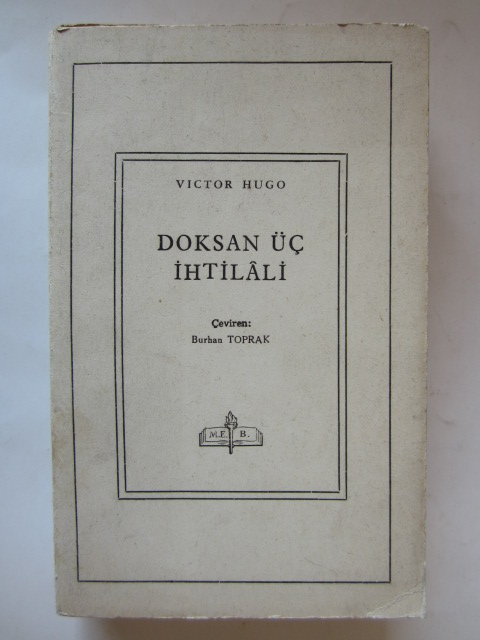 VICTOR HUGO
DOKSAN ÜÇ
İHTİLÂLİ
Çeviren:
Burhan TOPRAK
M.E. B.